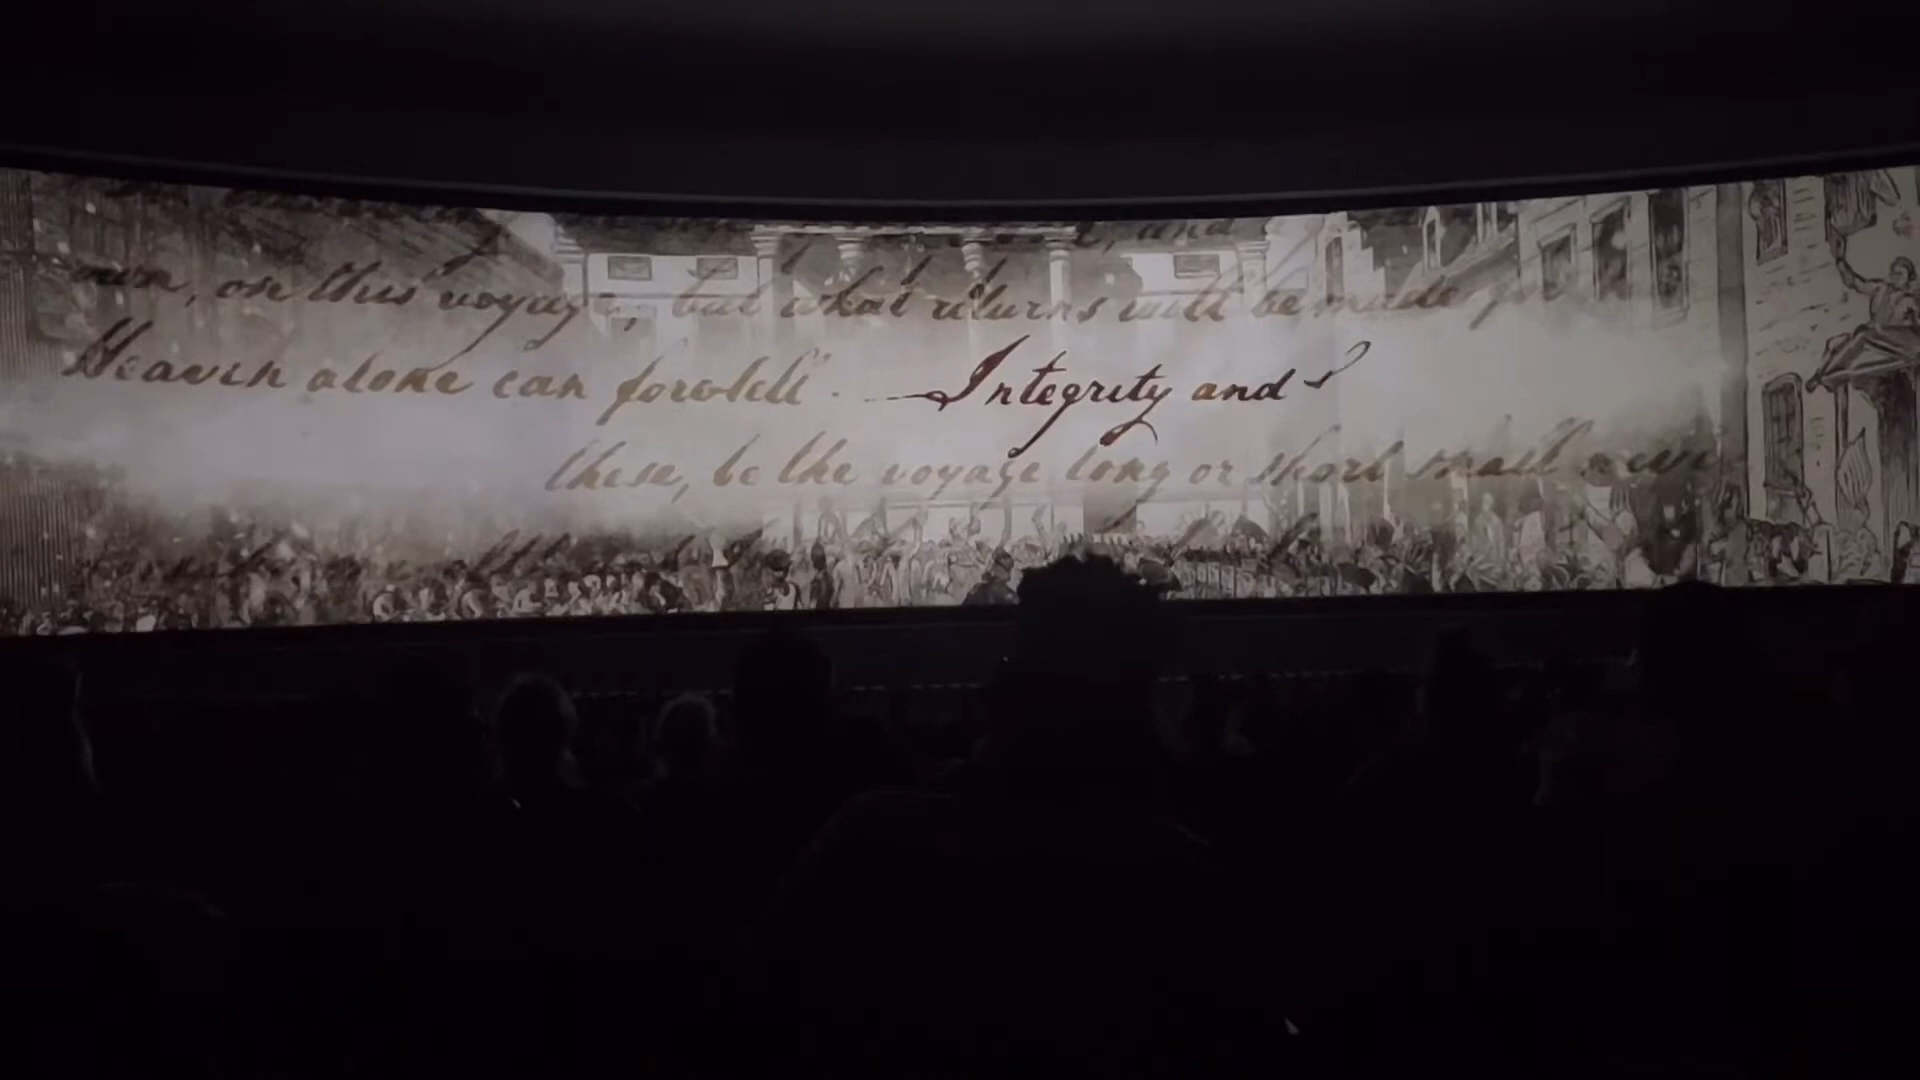 and
on this voyage, but what returns will be made for
Heaven alone can foretell. — Integrity and
these, be the voyage long or short shall